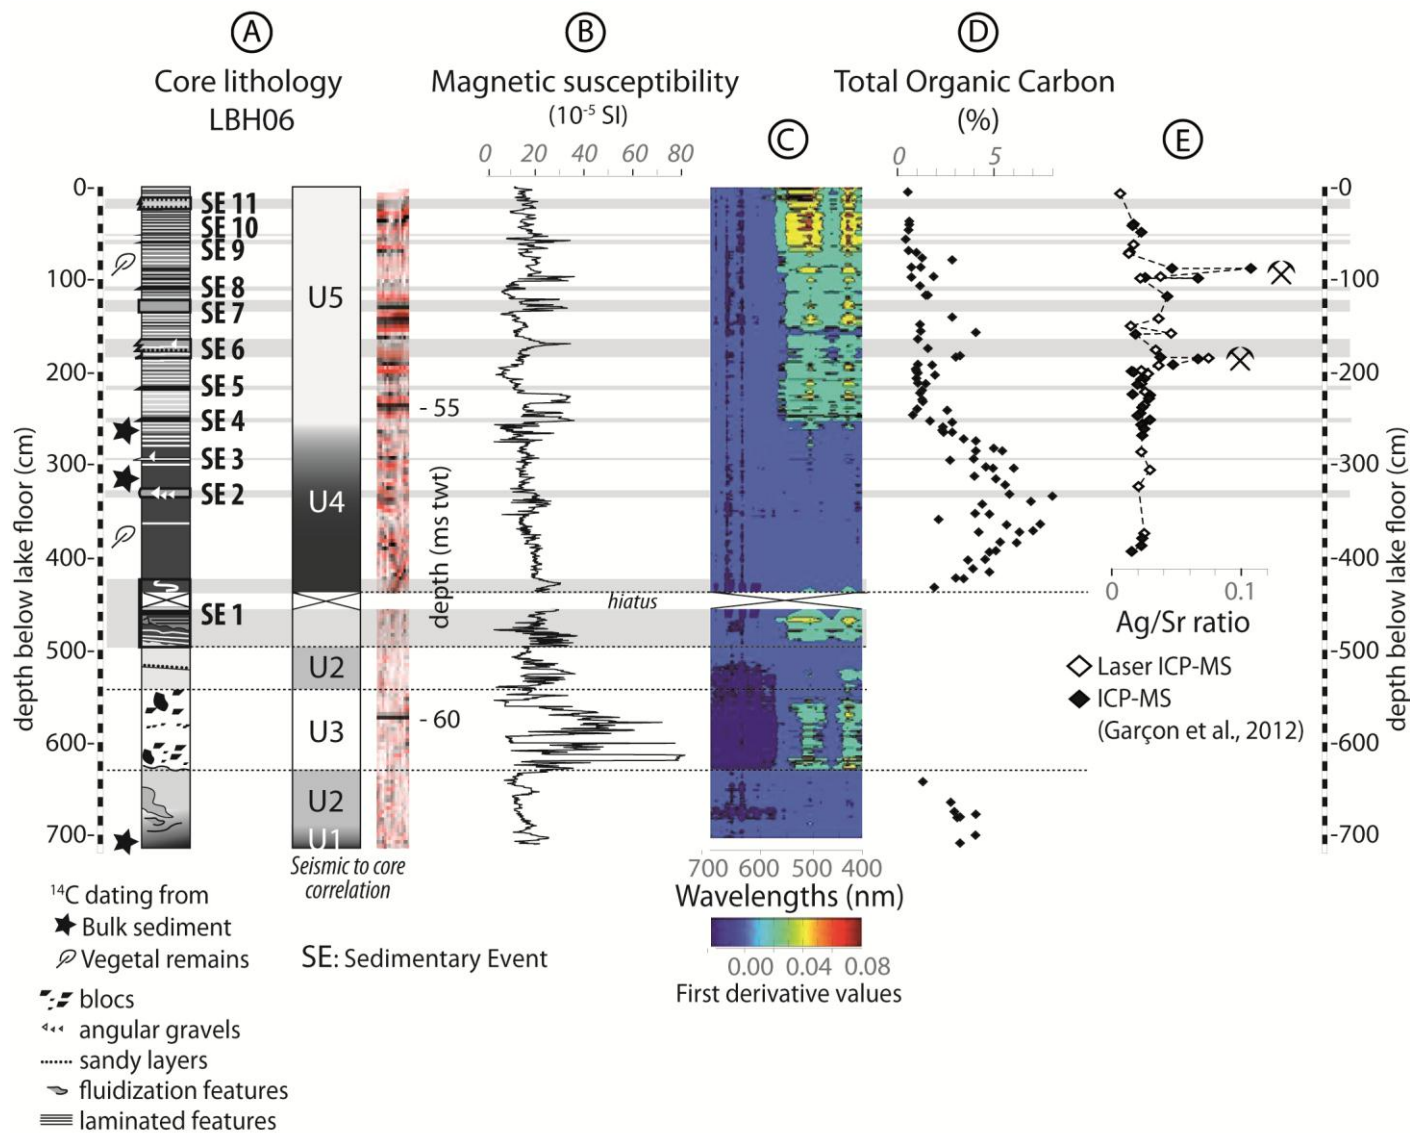 A
B
D
Core lithology
LBH06
Magnetic susceptibility
(10⁻⁵ SI)
Total Organic Carbon
(%)
C
E
0 20 40 60 80
0 5
depth below lake floor (cm)
0-
100-
200-
300-
400-
500-
600-
700-
SE 11
SE 10
SE 9
SE 8
SE 7
SE 6
SE 5
SE 4
SE 3
SE 2
SE 1
U5
U4
U2
U3
U2
U1
Seismic to core
correlation
- 55
- 60
depth (ms twt)
hiatus
700 600 500 400
Wavelengths (nm)
0.00 0.04 0.08
First derivative values
0 0.1
Ag/Sr ratio
Laser ICP-MS
ICP-MS
(Garçon et al., 2012)
-0
-100
-200
-300
-400
-500
-600
-700
depth below lake floor (cm)
¹⁴C dating from
Bulk sediment
Vegetal remains
SE: Sedimentary Event
blocs
angular gravels
sandy layers
fluidization features
laminated features